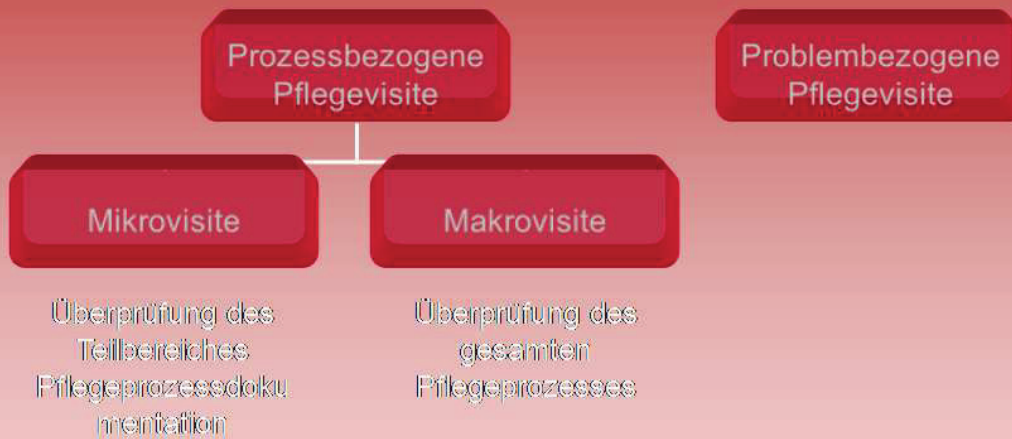 Prozessbezogene
Pflegevisite
Problembezogene
Pflegevisite
Mikrovisite
Makrovisite
Überprüfung des
Teilbereiches
Pflegeprozessdoku
mentation
Überprüfung des
gesamten
Pflegeprozesses